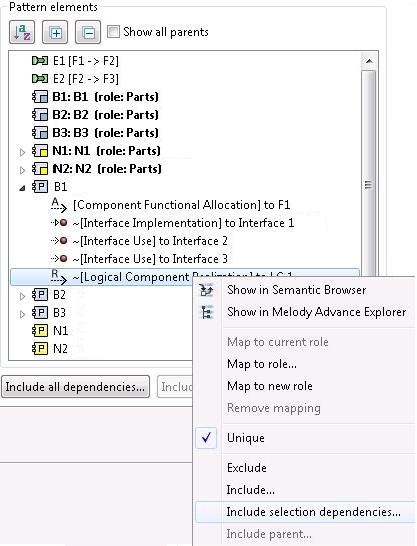 Pattern elements
Show all parents
E1 [F1 -> F2]
E2 [F2 -> F3]
B1: B1 (role: Parts)
B2: B2 (role: Parts)
B3: B3 (role: Parts)
N1: N1 (role: Parts)
N2: N2 (role: Parts)
B1
[Component Functional Allocation] to F1
~[Interface Implementation] to Interface 1
~[Interface Use] to Interface 2
~[Interface Use] to Interface 3
~[Logical Component Realization] to LC 1
B2
B3
N1
N2
Include all dependencies...
Show in Semantic Browser
Show in Melody Advance Explorer
Map to current role
Map to role...
Map to new role
Remove mapping
Unique
Exclude
Include...
Include selection dependencies...
Include parent...